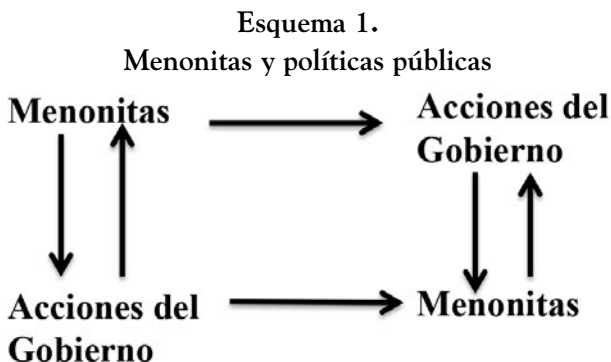 Esquema 1.
Menonitas y políticas públicas
Menonitas
Acciones del
Gobierno
Acciones del
Gobierno
Menonitas